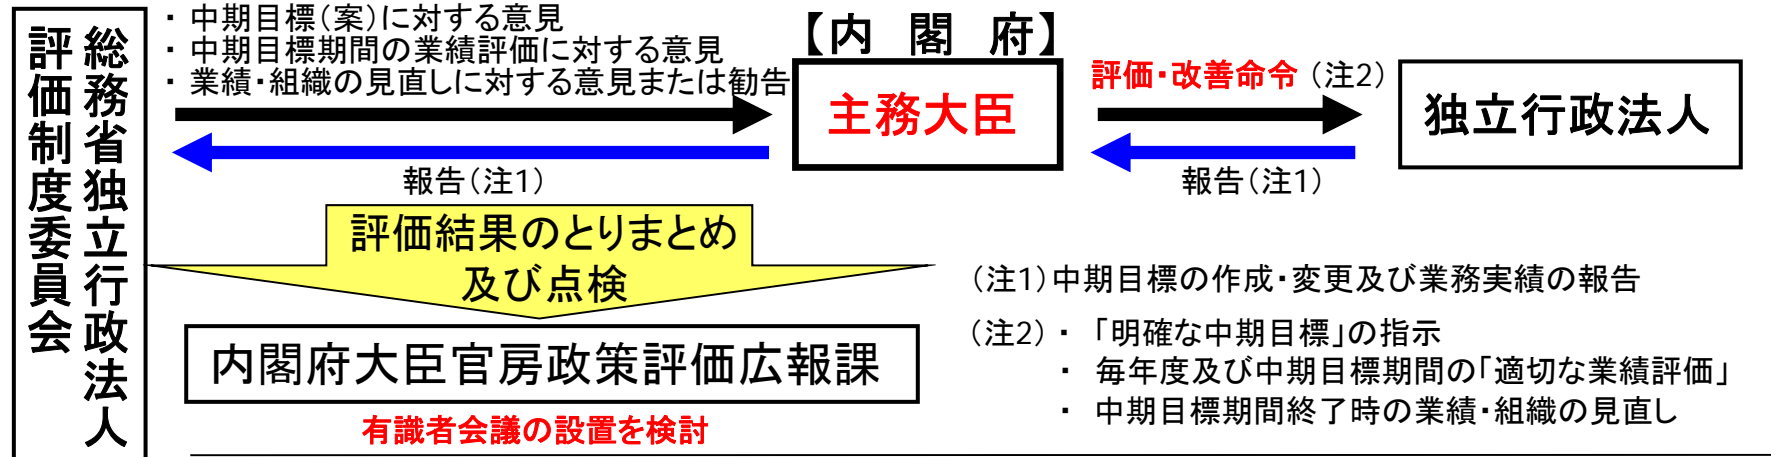 総務省独立行政法人
評価制度委員会
・ 中期目標(案)に対する意見
・ 中期目標期間の業績評価に対する意見
・ 業績・組織の見直しに対する意見または勧告
報告(注1)
【内 閣 府】
主務大臣
評価・改善命令 (注2)
報告(注1)
独立行政法人
評価結果のとりまとめ
及び点検
内閣府大臣官房政策評価広報課
有識者会議の設置を検討
(注1)中期目標の作成・変更及び業務実績の報告
(注2)・ 「明確な中期目標」の指示
・ 毎年度及び中期目標期間の「適切な業績評価」
・ 中期目標期間終了時の業績・組織の見直し